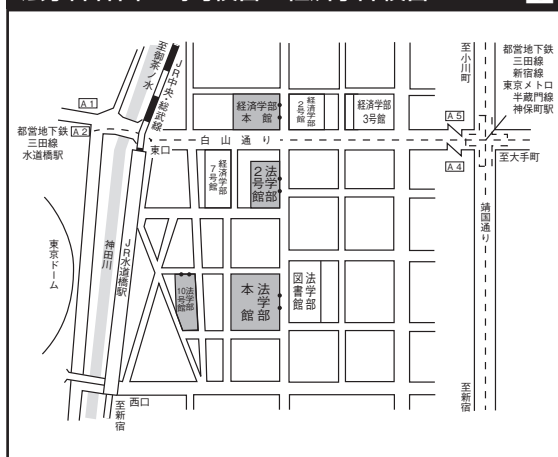 至御茶ノ水
JR中央・総武線
A1
A2
都営地下鉄
三田線
水道橋駅
東口
白山通り
経済学部
本館
経済学部
2号館
経済学部
3号館
至小川町
都営地下鉄
三田線
新宿線
東京メトロ
半蔵門線
神保町駅
A5
A4
至大手町
靖国通り
至新宿
経済学部
7号館
法学部
2号館
東京ドーム
神田川
JR水道橋駅
法学部
10号館
法学部
本館
法学部
図書館
西口
至新宿